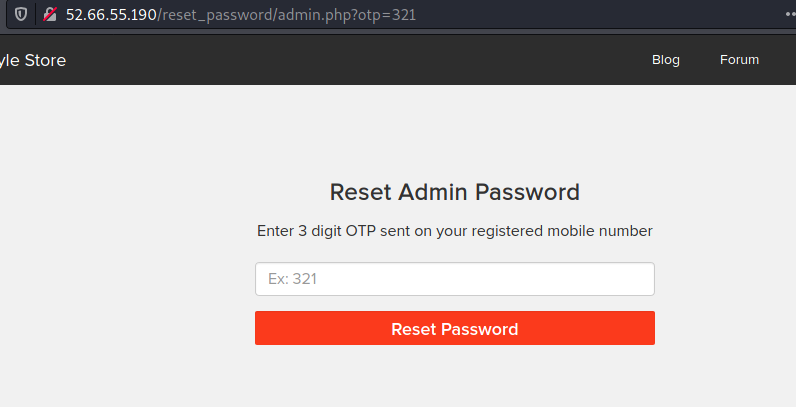 52.66.55.190/reset_password/admin.php?otp=321
yle Store Blog Forum
Reset Admin Password
Enter 3 digit OTP sent on your registered mobile number
Ex: 321
Reset Password